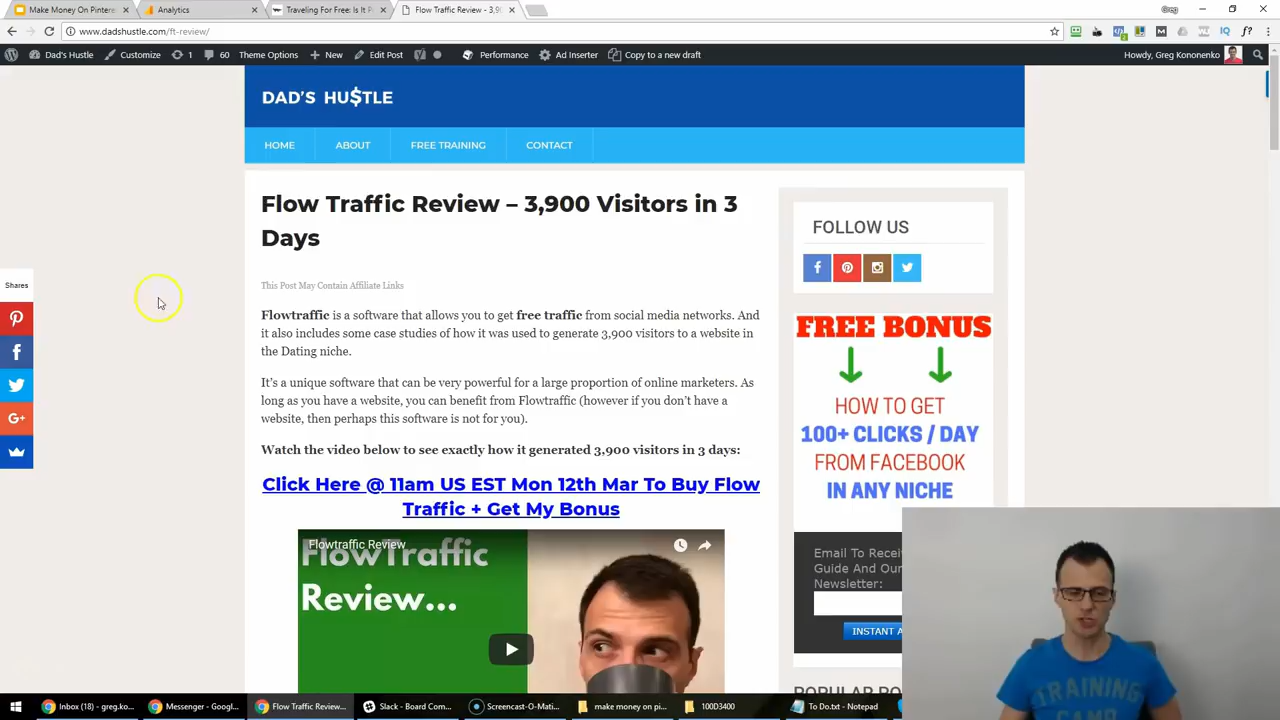 Make Money On Pintere
Analytics
Traveling For Free: Is It P
Flow Traffic Review - 3,9
Greg
www.dadshustle.com/ft-review/
Dad's Hustle
Customize
1
60
Theme Options
New
Edit Post
Performance
Ad Inserter
Copy to a new draft
Howdy, Greg Kononenko
DAD'S HU$TLE
HOME
ABOUT
FREE TRAINING
CONTACT
Flow Traffic Review – 3,900 Visitors in 3
Days
This Post May Contain Affiliate Links
Flowtraffic is a software that allows you to get free traffic from social media networks. And
it also includes some case studies of how it was used to generate 3,900 visitors to a website in
the Dating niche.
It's a unique software that can be very powerful for a large proportion of online marketers. As
long as you have a website, you can benefit from Flowtraffic (however if you don't have a
website, then perhaps this software is not for you).
Watch the video below to see exactly how it generated 3,900 visitors in 3 days:
Click Here @ 11am US EST Mon 12th Mar To Buy Flow
Traffic + Get My Bonus
Flowtraffic Review
FlowTraffic
Review...
Shares
G+
FOLLOW US
FREE BONUS
HOW TO GET
100+ CLICKS / DAY
FROM FACEBOOK
IN ANY NICHE
Email To Recei
Guide And Our
Newsletter:
INSTANT A
POPULAR PO
TRAINING
CAMP
Inbox (18) - greg.ko...
Messenger - Googl...
Flow Traffic Review...
Slack - Board Com...
Screencast-O-Mati...
make money on pi...
100D3400
To Do.txt - Notepad